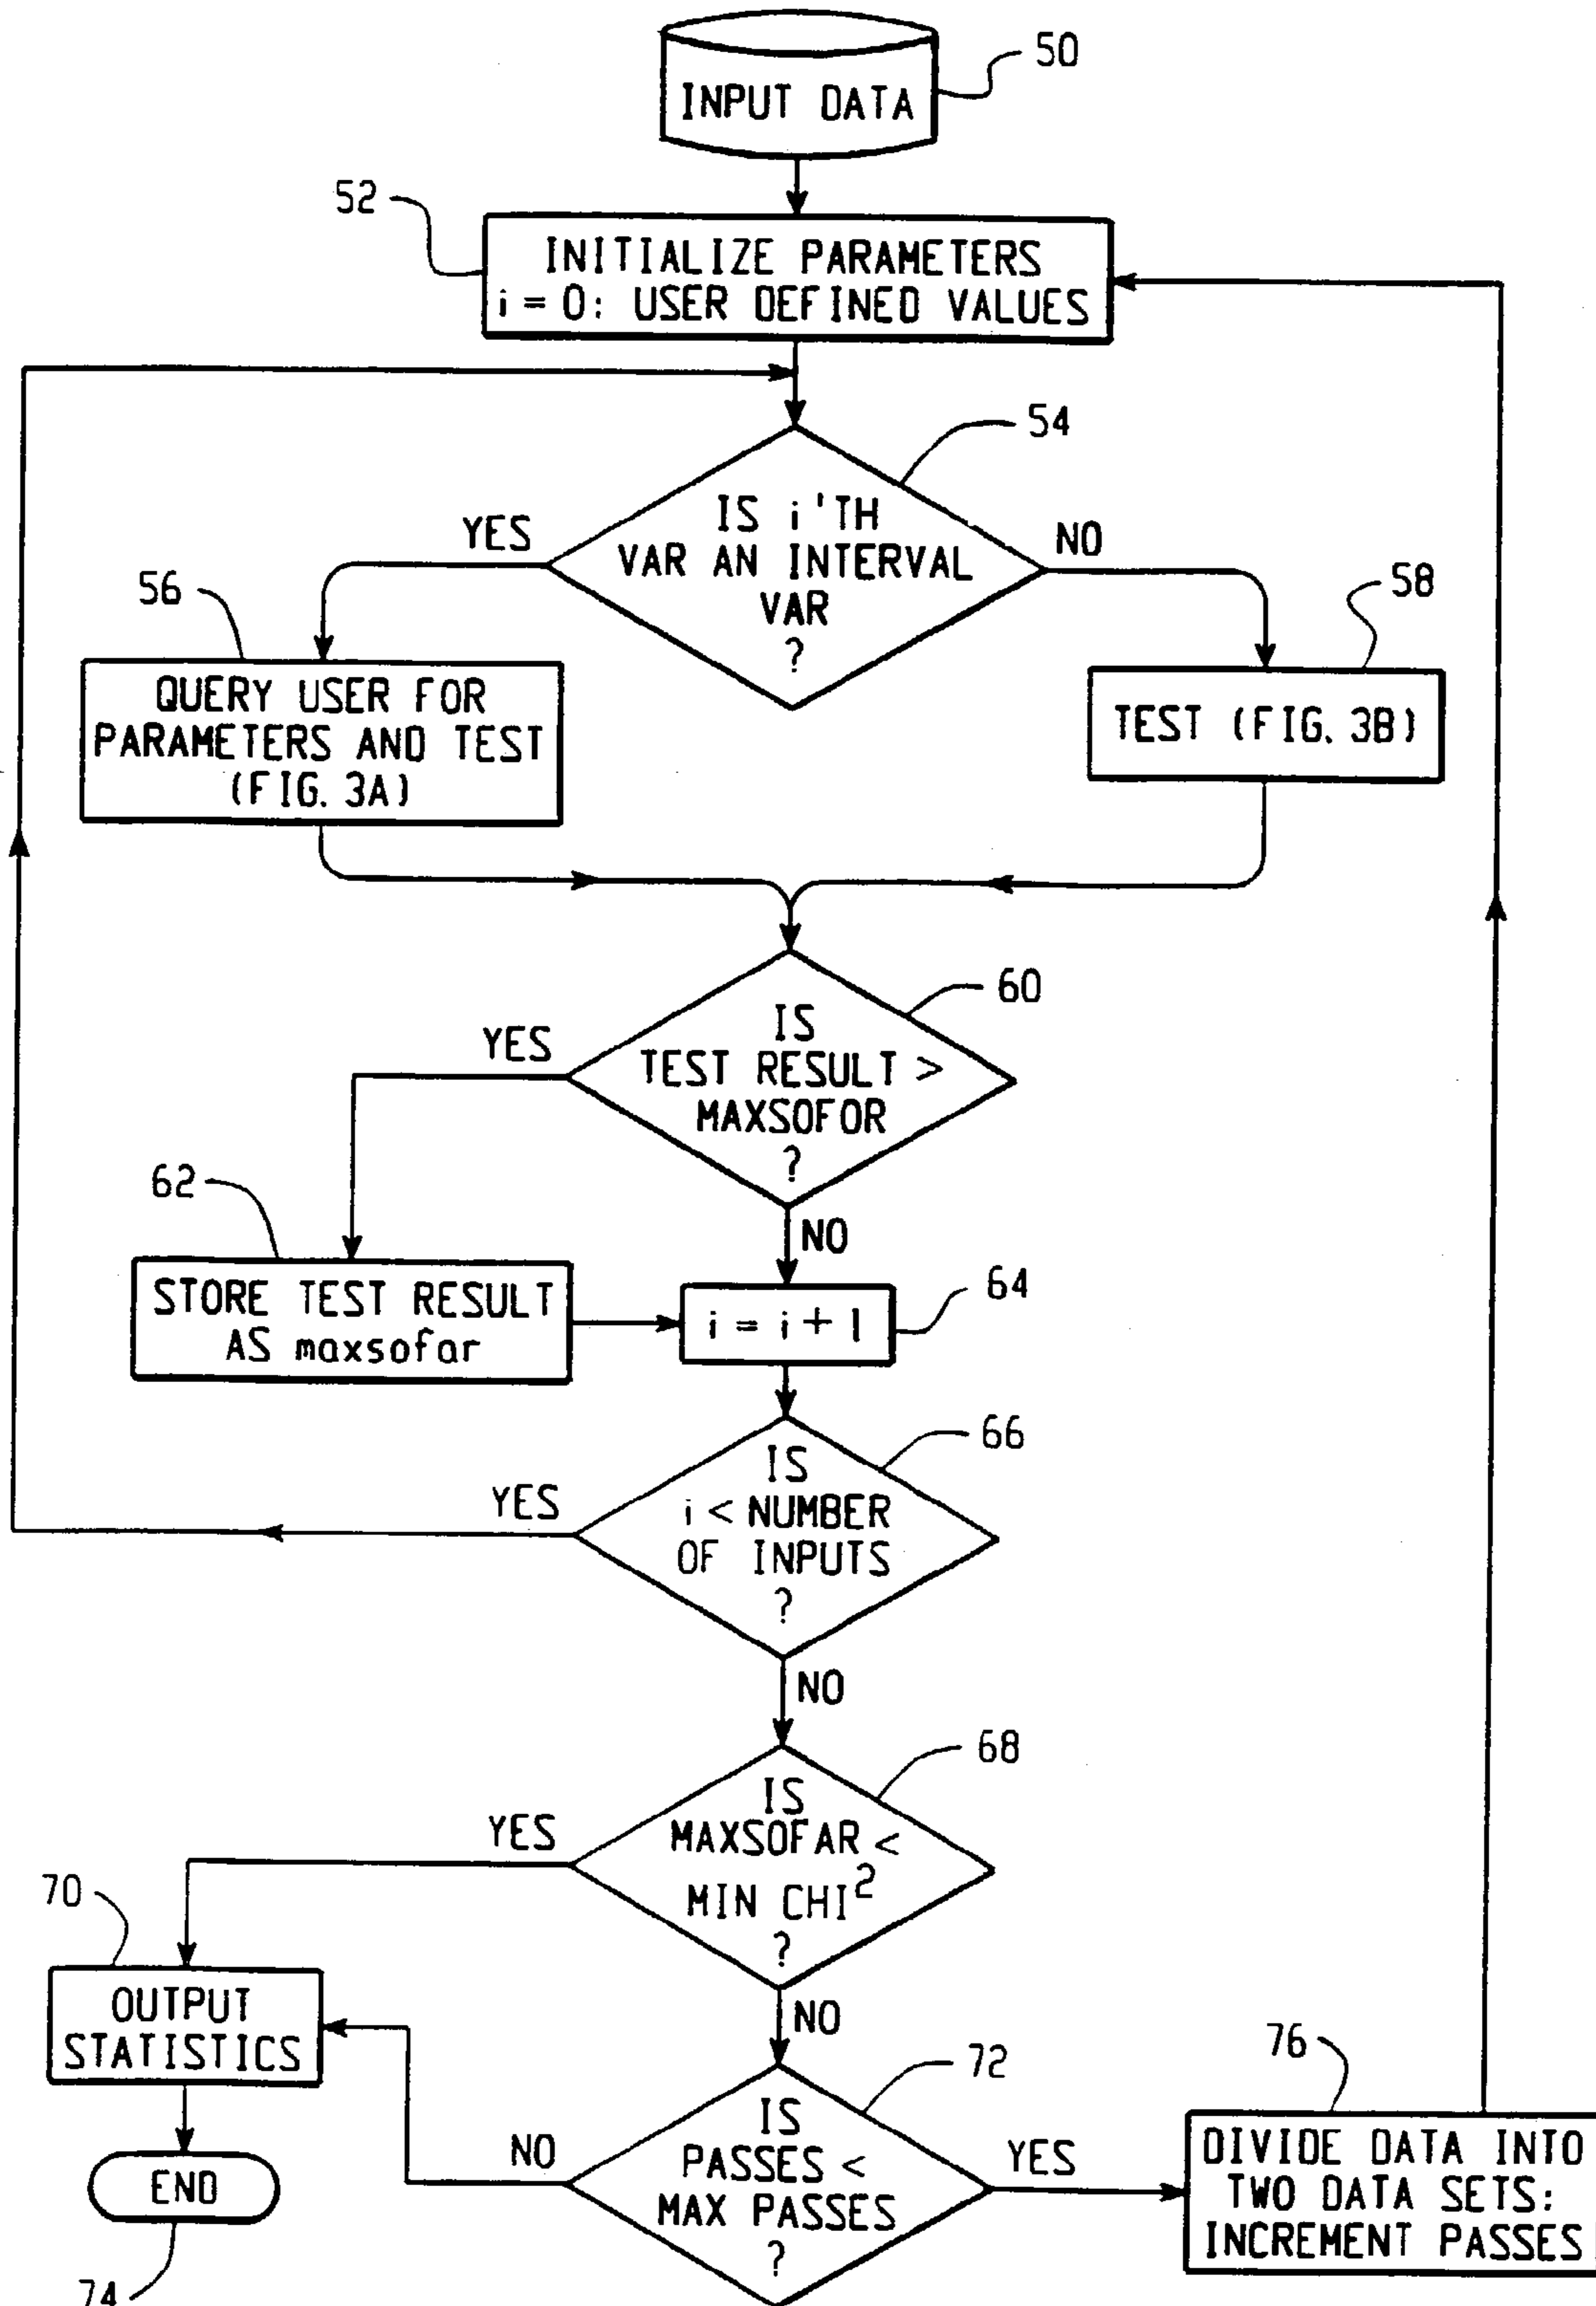 50
INPUT DATA
52
INITIALIZE PARAMETERS
i = 0: USER DEFINED VALUES
54
IS i'TH
VAR AN INTERVAL
VAR
?
YES
NO
56
QUERY USER FOR
PARAMETERS AND TEST
(FIG. 3A)
58
TEST (FIG. 3B)
60
IS
TEST RESULT >
MAXSOFOR
?
YES
NO
62
STORE TEST RESULT
AS maxsofar
64
i = i + 1
66
IS
i < NUMBER
OF INPUTS
?
YES
NO
68
IS
MAXSOFAR <
MIN CHI²
?
YES
NO
70
OUTPUT
STATISTICS
72
IS
PASSES <
MAX PASSES
?
NO
YES
END
74
76
DIVIDE DATA INTO
TWO DATA SETS:
INCREMENT PASSES